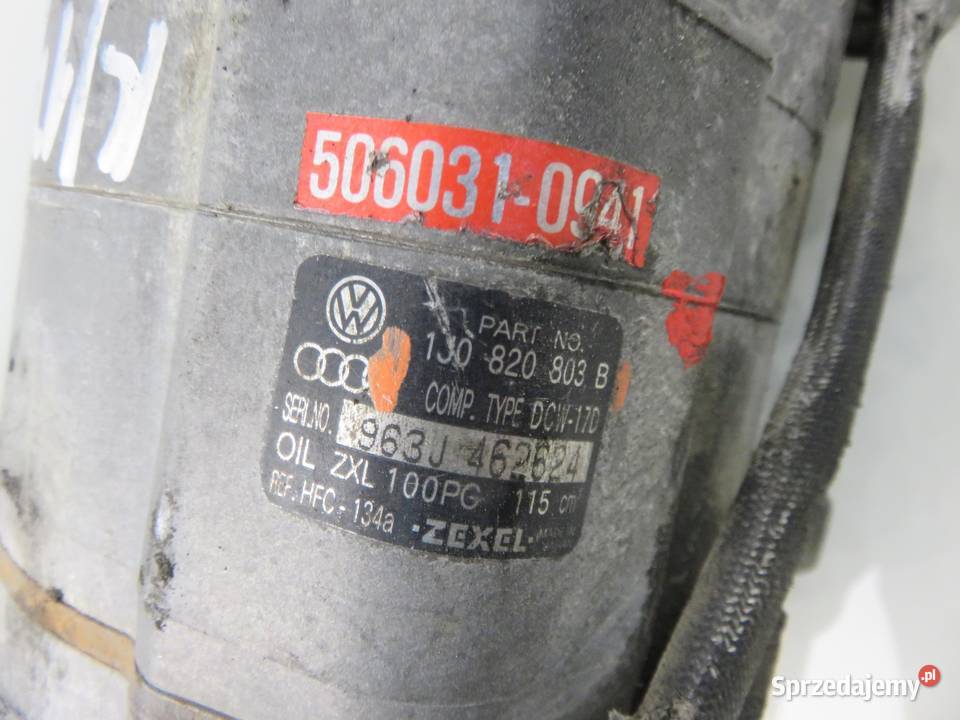 506031-0941
PART NO.
1J0 820 803 B
COMP. TYPE DCW-17D
SERI.NO. 963J 462624
OIL ZXL 100PG 115 cm
REF. HFC-134a ·ZEXEL·
Sprzedajemy.pl